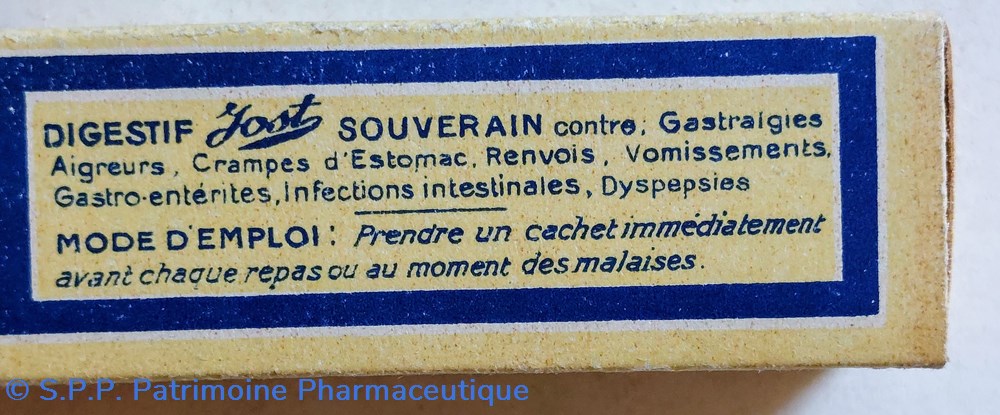 DIGESTIF Jost SOUVERAIN contre; Gastralgies
Aigreurs, Crampes d'Estomac, Renvois, Vomissements,
Gastro-entérites, Infections intestinales, Dyspepsies
MODE D'EMPLOI: Prendre un cachet immédiatement
avant chaque repas ou au moment des malaises.
© S.P.P. Patrimoine Pharmaceutique